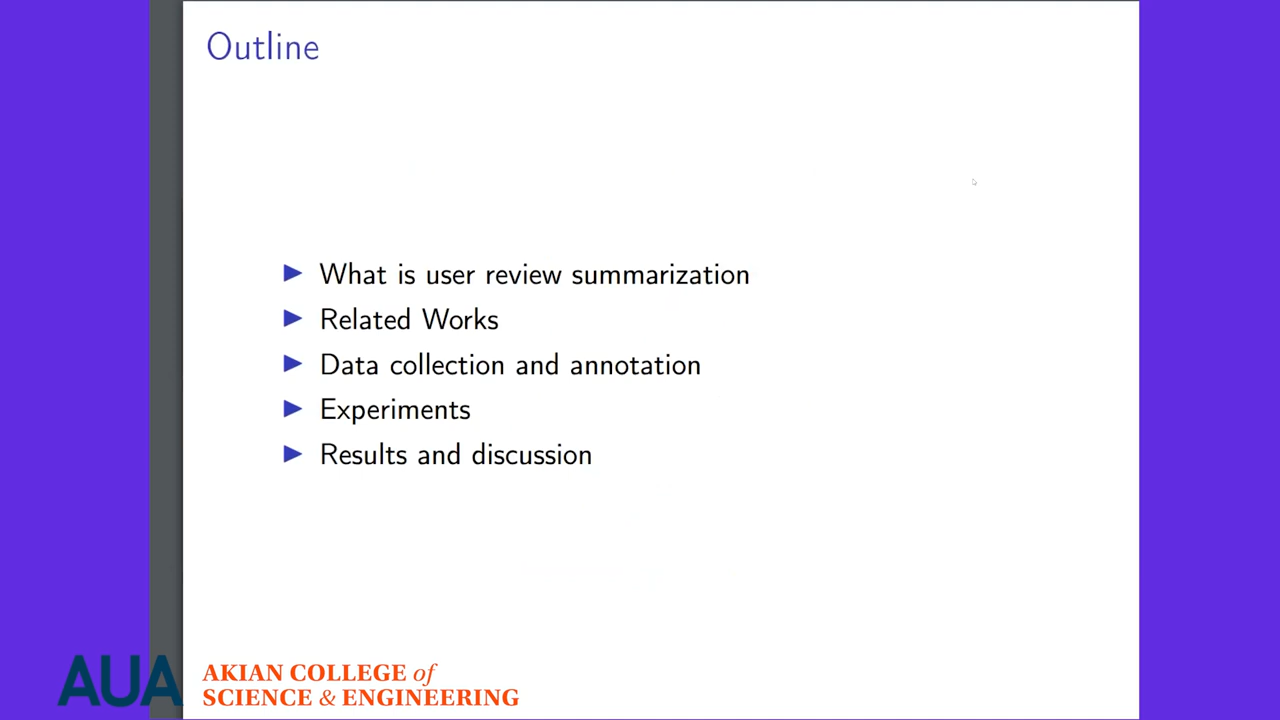 Outline
What is user review summarization
Related Works
Data collection and annotation
Experiments
Results and discussion
AUA
AKIAN COLLEGE of
SCIENCE & ENGINEERING